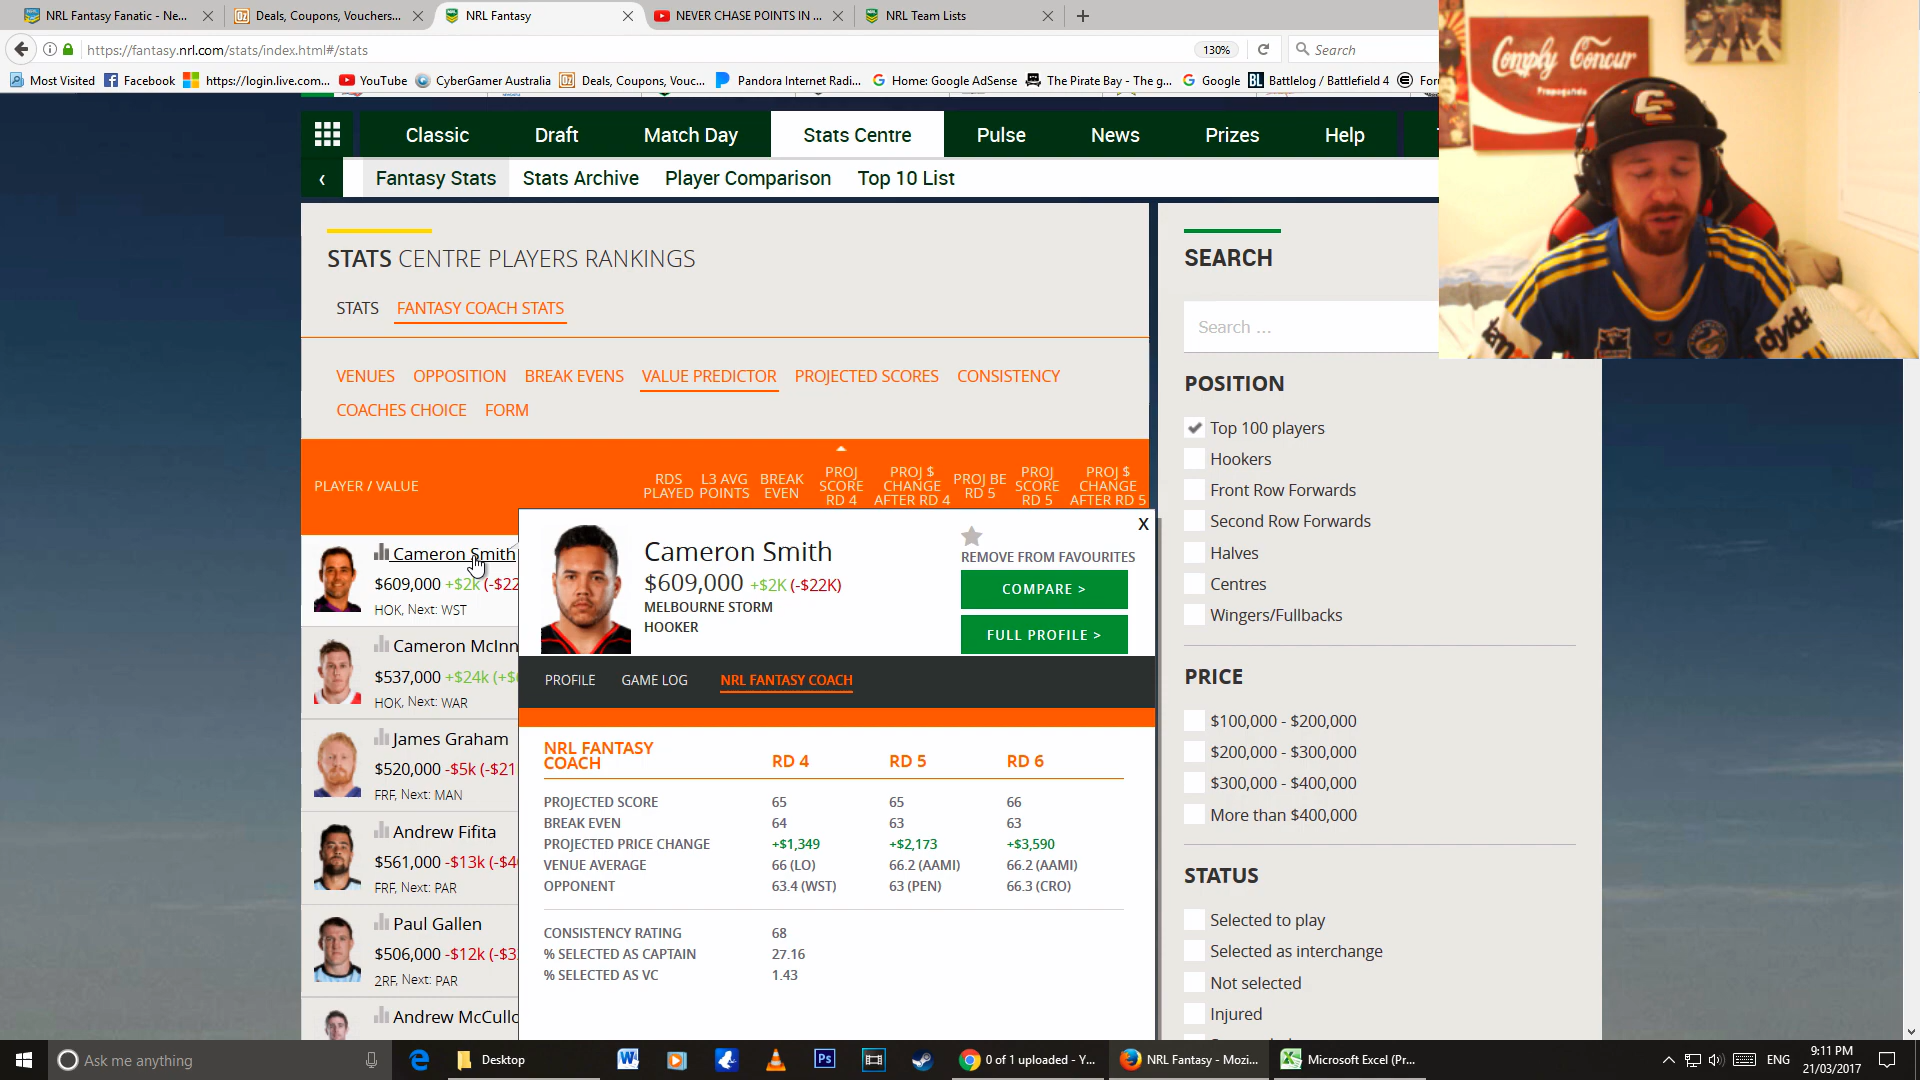 NRL Fantasy Fanatic - Ne...
Deals, Coupons, Vouchers...
NRL Fantasy
NEVER CHASE POINTS IN ...
NRL Team Lists
https://fantasy.nrl.com/stats/index.html#/stats
130%
Search
Most Visited
Facebook
https://login.live.com...
YouTube
CyberGamer Australia
Deals, Coupons, Vouc...
Pandora Internet Radi...
Home: Google AdSense
The Pirate Bay - The g...
Google
Battlelog / Battlefield 4
For
Comply Concur
Propaganda
Classic
Draft
Match Day
Stats Centre
Pulse
News
Prizes
Help
Fantasy Stats
Stats Archive
Player Comparison
Top 10 List
STATS CENTRE PLAYERS RANKINGS
STATS
FANTASY COACH STATS
VENUES
OPPOSITION
BREAK EVENS
VALUE PREDICTOR
PROJECTED SCORES
CONSISTENCY
COACHES CHOICE
FORM
PLAYER / VALUE
RDS PLAYED
L3 AVG POINTS
BREAK EVEN
PROJ SCORE RD 4
PROJ $ CHANGE AFTER RD 4
PROJ BE RD 5
PROJ SCORE RD 5
PROJ $ CHANGE AFTER RD 5
Cameron Smith
$609,000 +$2k (-$22
HOK, Next: WST
Cameron McInn
$537,000 +$24k (+$
HOK, Next: WAR
James Graham
$520,000 -$5k (-$21
FRF, Next: MAN
Andrew Fifita
$561,000 -$13k (-$4
FRF, Next: PAR
Paul Gallen
$506,000 -$12k (-$3
2RF, Next: PAR
Andrew McCullo
X
Cameron Smith
$609,000 +$2K (-$22K)
MELBOURNE STORM
HOOKER
REMOVE FROM FAVOURITES
COMPARE >
FULL PROFILE >
PROFILE
GAME LOG
NRL FANTASY COACH
NRL FANTASY COACH RD 4 RD 5 RD 6
PROJECTED SCORE 65 65 66
BREAK EVEN 64 63 63
PROJECTED PRICE CHANGE +$1,349 +$2,173 +$3,590
VENUE AVERAGE 66 (LO) 66.2 (AAMI) 66.2 (AAMI)
OPPONENT 63.4 (WST) 63 (PEN) 66.3 (CRO)
CONSISTENCY RATING 68
% SELECTED AS CAPTAIN 27.16
% SELECTED AS VC 1.43
SEARCH
Search ...
POSITION
Top 100 players
Hookers
Front Row Forwards
Second Row Forwards
Halves
Centres
Wingers/Fullbacks
PRICE
$100,000 - $200,000
$200,000 - $300,000
$300,000 - $400,000
More than $400,000
STATUS
Selected to play
Selected as interchange
Not selected
Injured
Ask me anything
Desktop
0 of 1 uploaded - Y...
NRL Fantasy - Mozi...
Microsoft Excel (Pr...
ENG
9:11 PM
21/03/2017